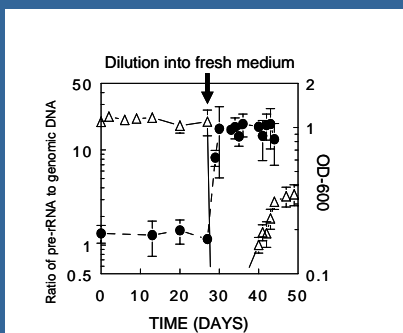 Dilution into fresh medium
50
2
10
1
1
0.5
0.1
0 10 20 30 40 50
Ratio of pre-rRNA to genomic DNA
OD-600
TIME (DAYS)